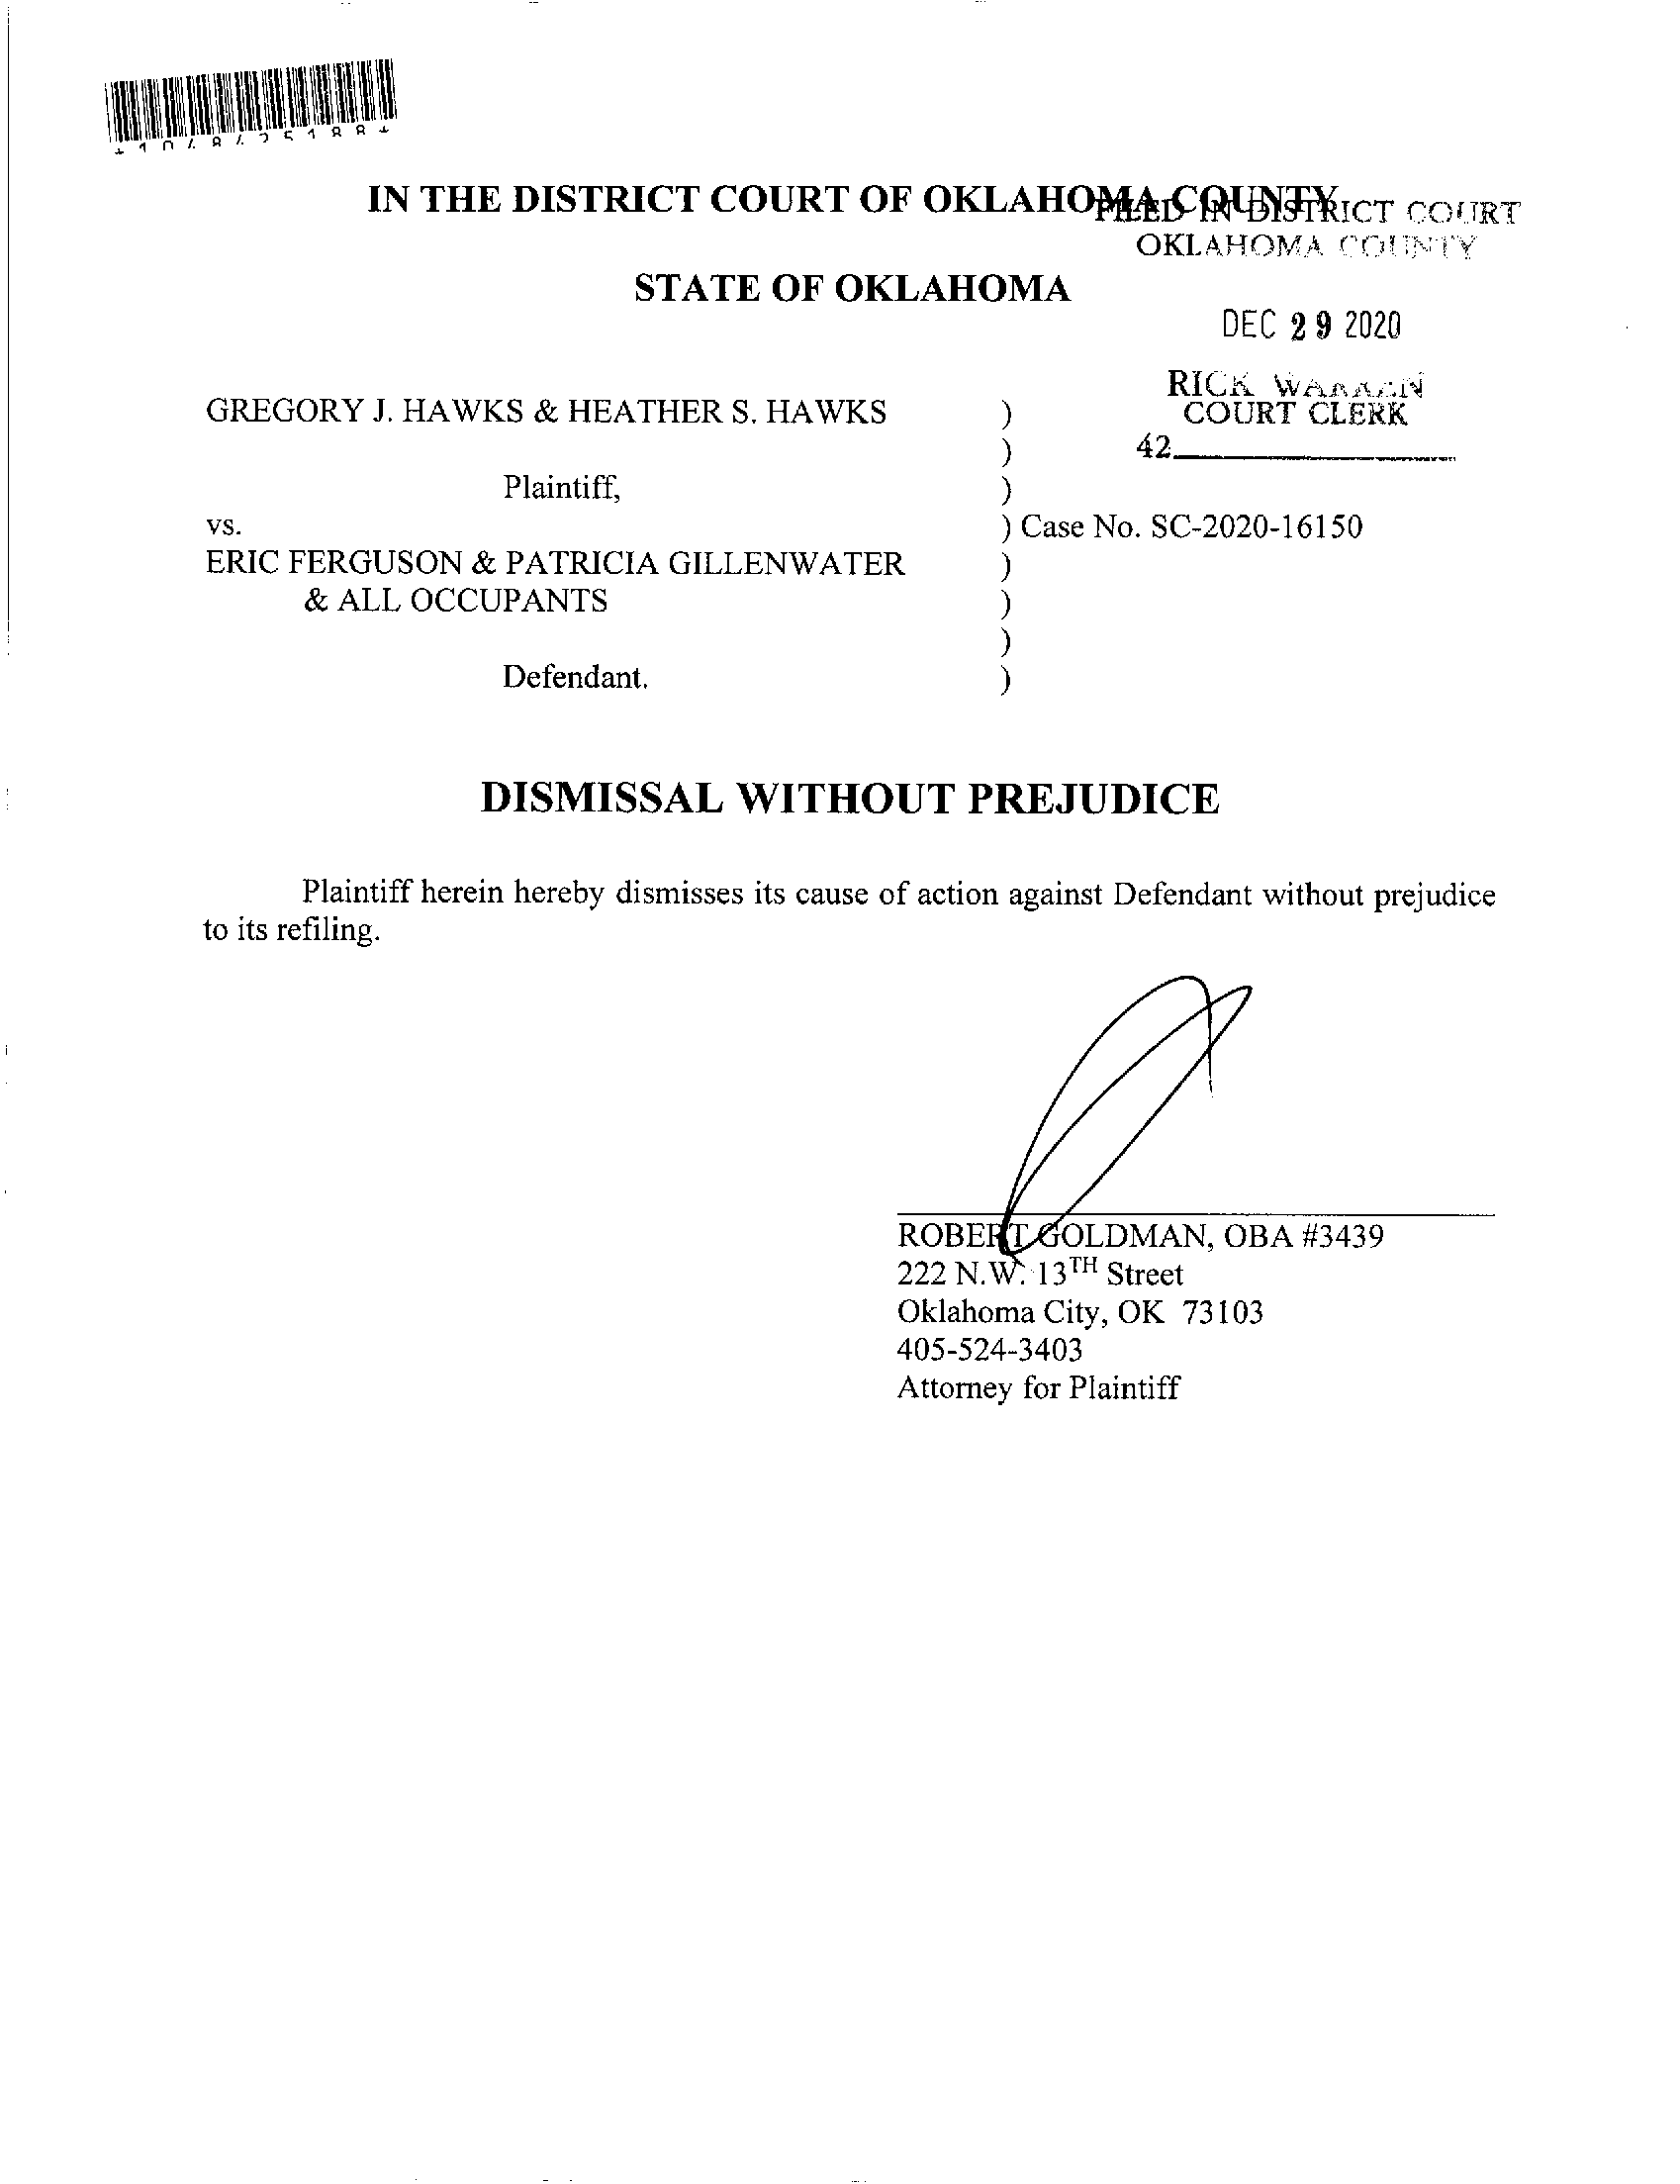 IN THE DISTRICT COURT OF OKLAHOMA COUNTY
FILED IN DISTRICT COURT
OKLAHOMA COUNTY
STATE OF OKLAHOMA
DEC 29 2020
RICK WARREN
COURT CLERK
42
GREGORY J. HAWKS & HEATHER S. HAWKS )
)
Plaintiff, )
vs. ) Case No. SC-2020-16150
ERIC FERGUSON & PATRICIA GILLENWATER )
& ALL OCCUPANTS )
)
Defendant. )
DISMISSAL WITHOUT PREJUDICE
Plaintiff herein hereby dismisses its cause of action against Defendant without prejudice
to its refiling.
ROBERT GOLDMAN, OBA #3439
222 N.W. 13TH Street
Oklahoma City, OK 73103
405-524-3403
Attorney for Plaintiff